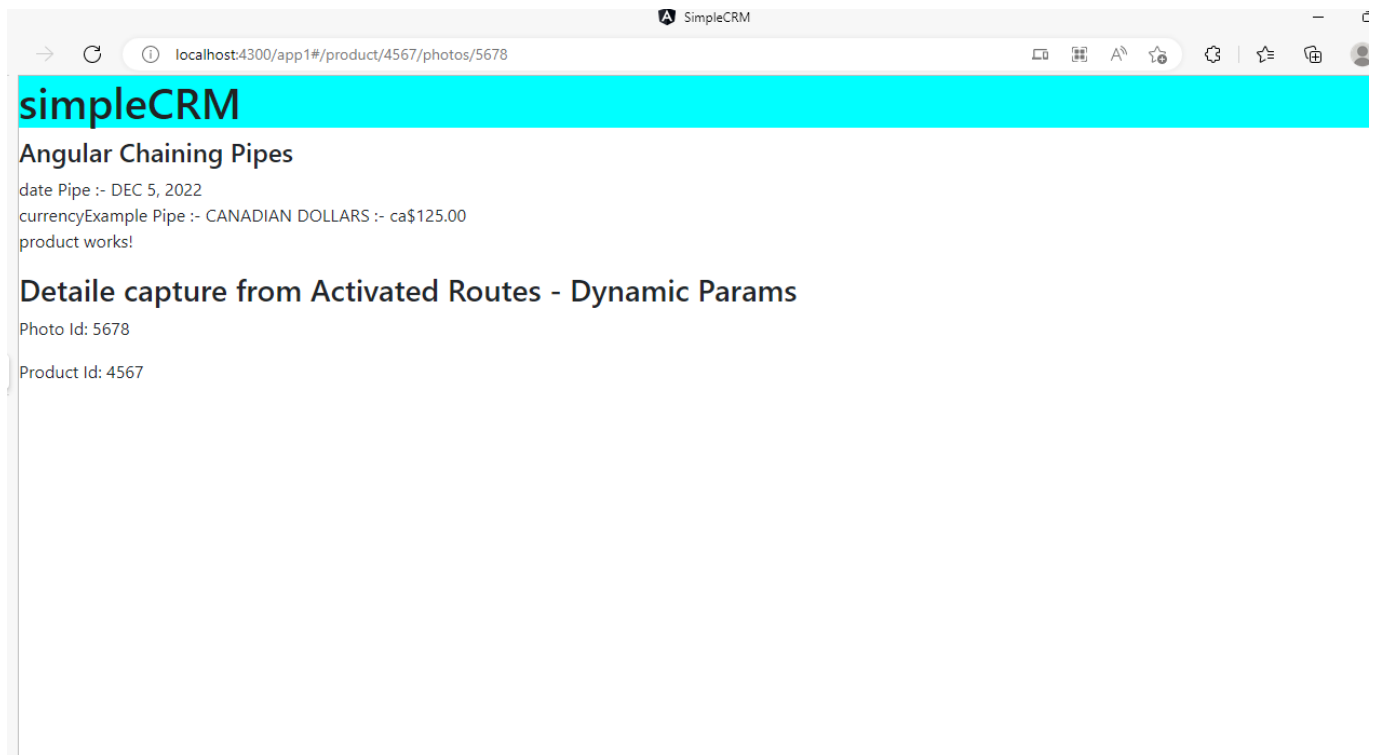 SimpleCRM
localhost:4300/app1#/product/4567/photos/5678
simpleCRM
Angular Chaining Pipes
date Pipe :- DEC 5, 2022
currencyExample Pipe :- CANADIAN DOLLARS :- ca$125.00
product works!
Detaile capture from Activated Routes - Dynamic Params
Photo Id: 5678
Product Id: 4567